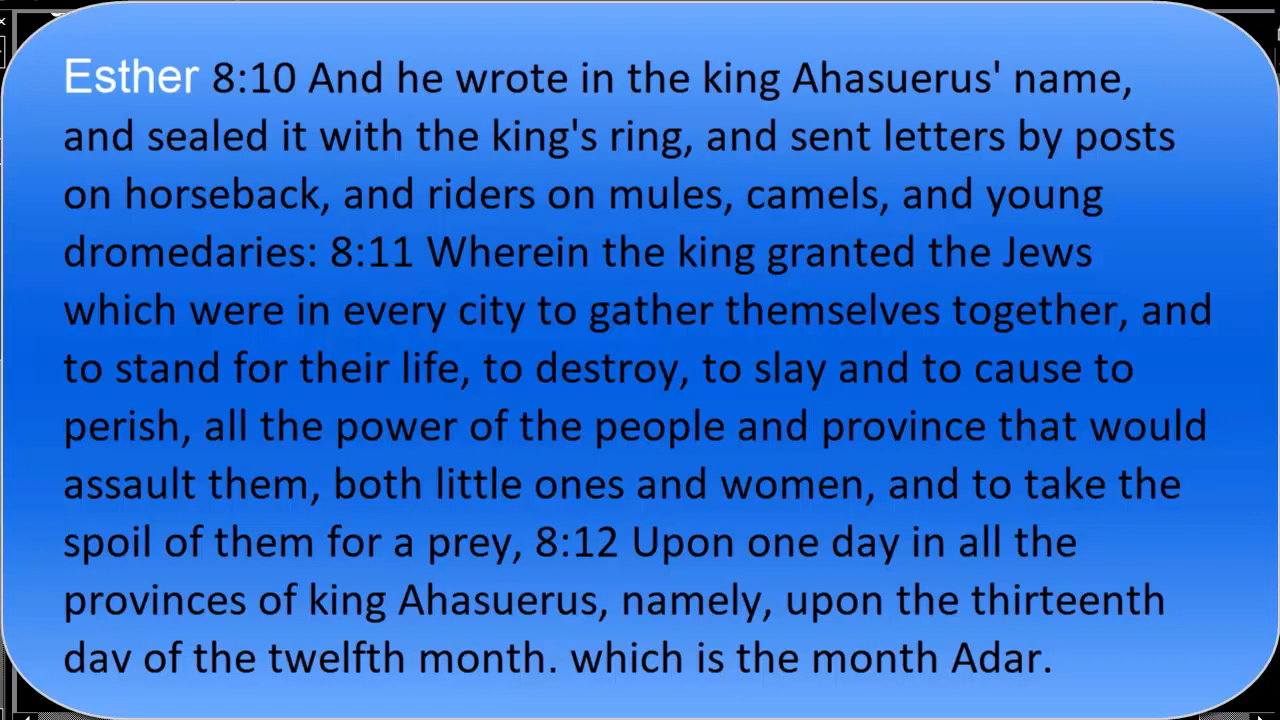 Esther 8:10 And he wrote in the king Ahasuerus' name,
and sealed it with the king's ring, and sent letters by posts
on horseback, and riders on mules, camels, and young
dromedaries: 8:11 Wherein the king granted the Jews
which were in every city to gather themselves together, and
to stand for their life, to destroy, to slay and to cause to
perish, all the power of the people and province that would
assault them, both little ones and women, and to take the
spoil of them for a prey, 8:12 Upon one day in all the
provinces of king Ahasuerus, namely, upon the thirteenth
day of the twelfth month, which is the month Adar.